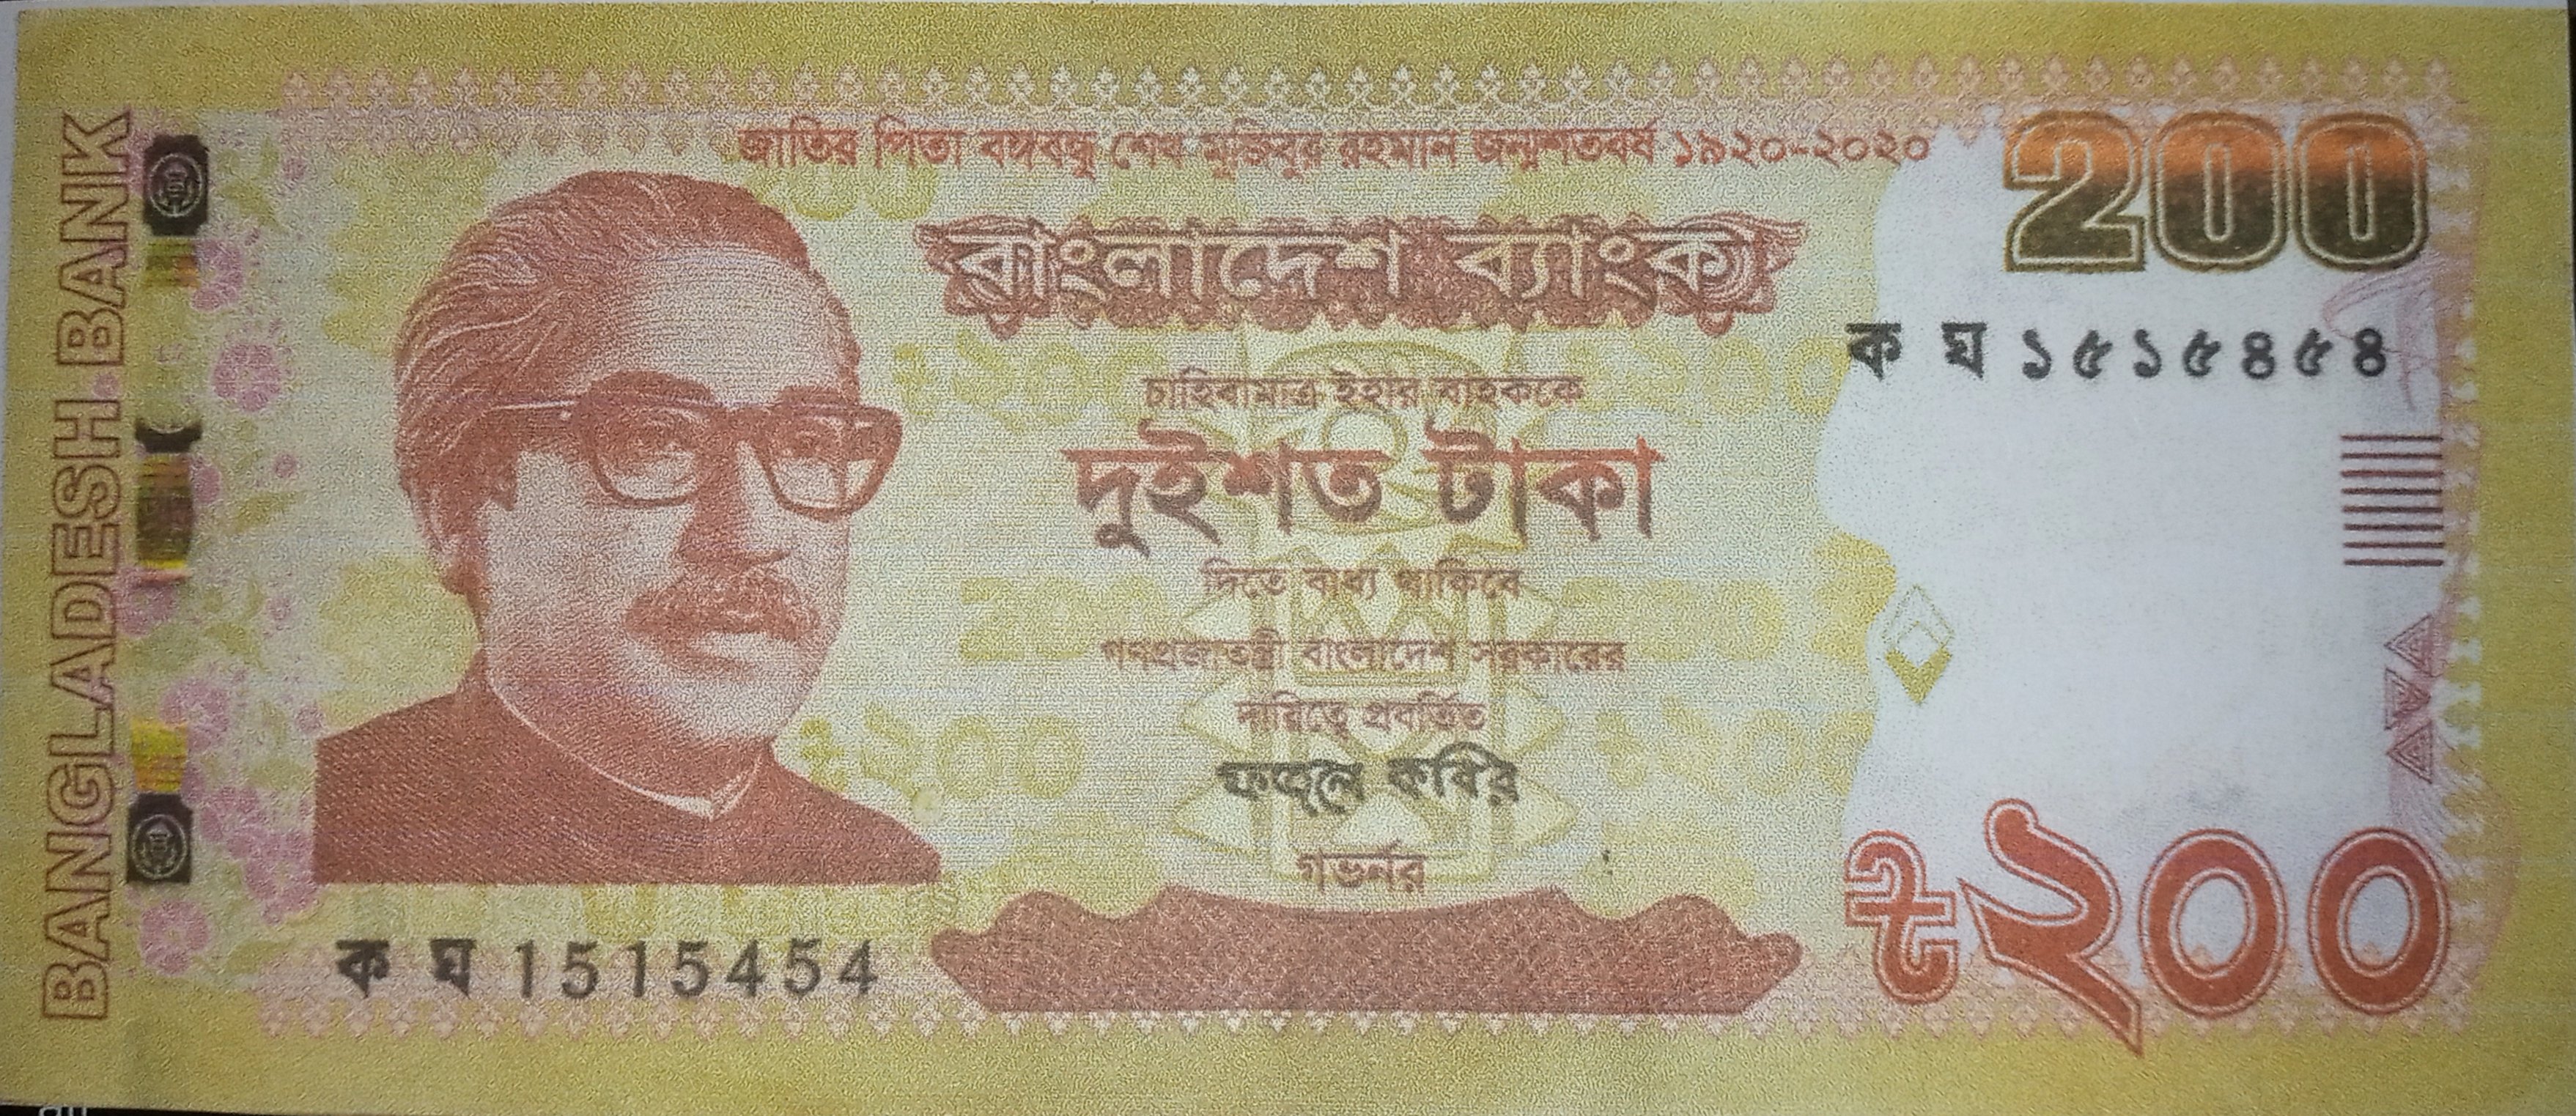 জাতির পিতা বঙ্গবন্ধু শেখ মুজিবুর রহমান জন্মশতবর্ষ ১৯২০-২০২০
200
বাংলাদেশ ব্যাংক
ক ঘ ১৫১৫৪৫৪
চাহিবামাত্র ইহার বাহককে
দুইশত টাকা
দিতে বাধ্য থাকিবে
গণপ্রজাতন্ত্রী বাংলাদেশ সরকারের
দায়িত্বে প্রবর্তিত
ফজলে কবির
গভর্নর
ক ঘ 1515454
৳২০০
BANGLADESH BANK